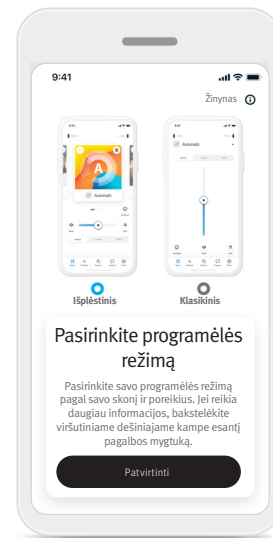 9:41
Žinynas
Automatic
Automatic
A
Automatic
Išplėstinis
Klasikinis
Pasirinkite programėlės
režimą
Pasirinkite savo programėlės režimą
pagal savo skonį ir poreikius. Jei reikia
daugiau informacijos, bakstelėkite
viršutiniame dešiniajame kampe esantį
pagalbos mygtuką.
Patvirtinti